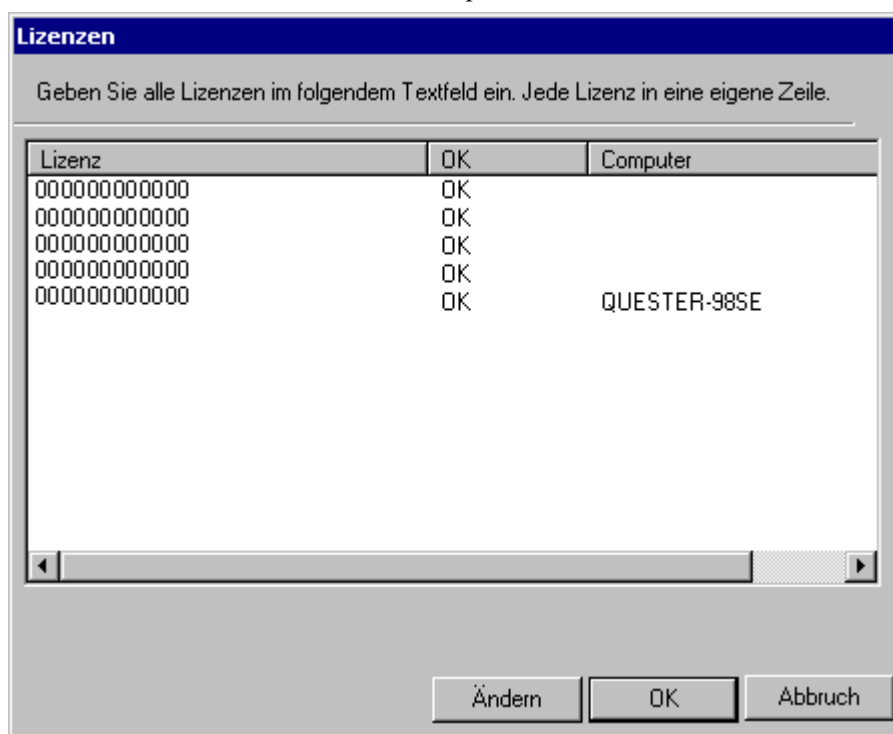 Lizenzen
Geben Sie alle Lizenzen im folgendem Textfeld ein. Jede Lizenz in eine eigene Zeile.
Lizenz OK Computer
000000000000 OK
000000000000 OK
000000000000 OK
000000000000 OK
000000000000 OK QUESTER-98SE
Ändern OK Abbruch